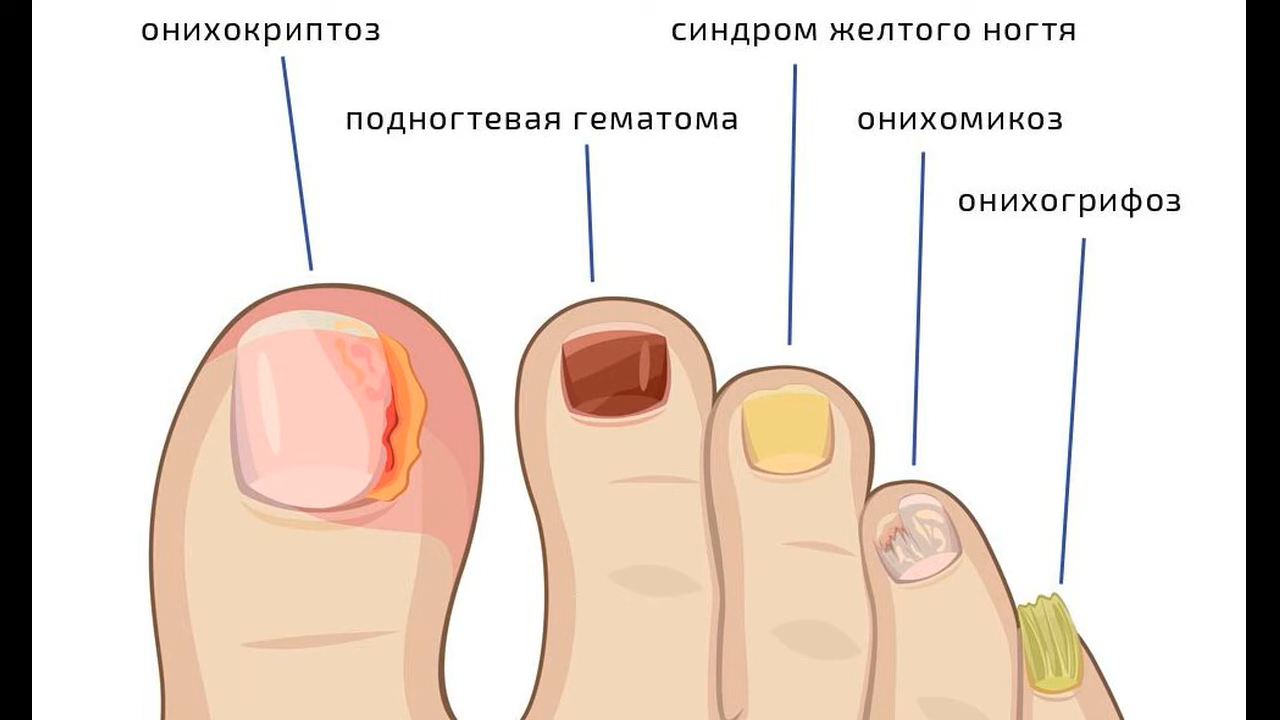 онихокриптоз
синдром желтого ногтя
подногтевая гематома
онихомикоз
онихогрифоз